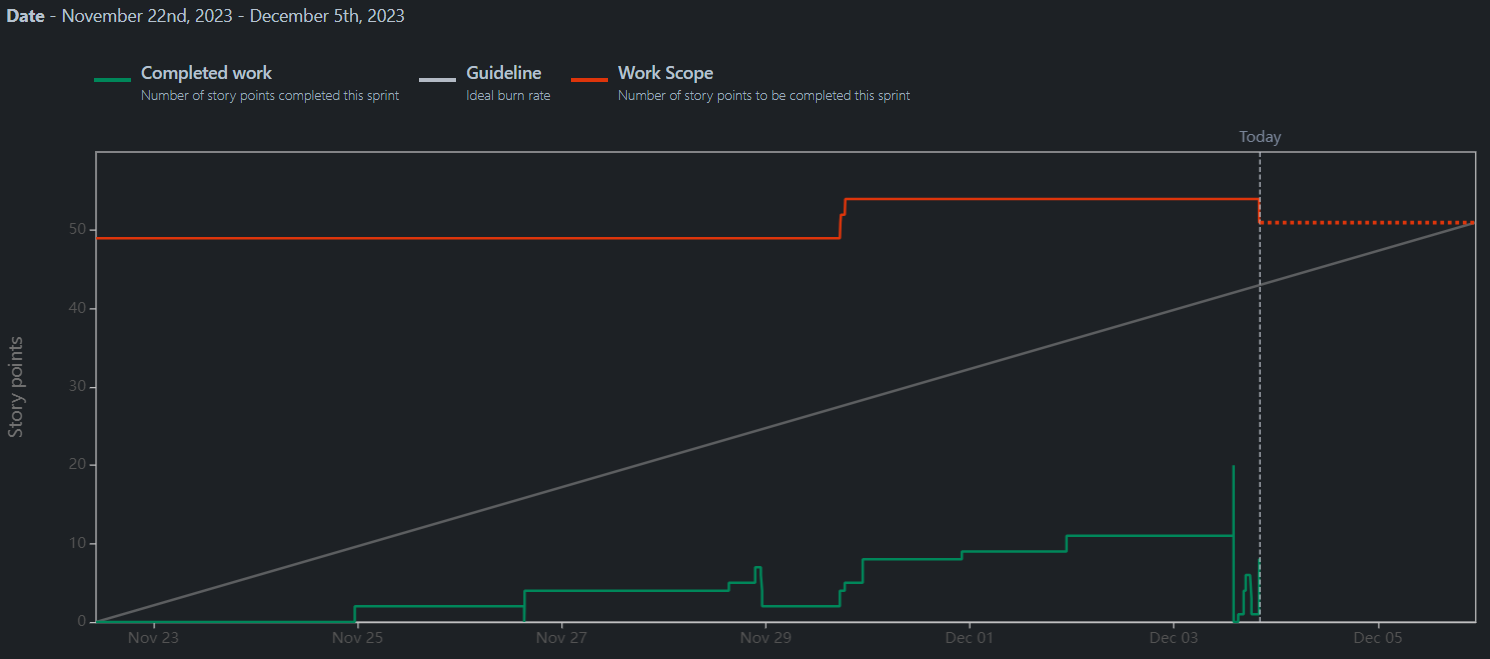 Date - November 22nd, 2023 - December 5th, 2023
Completed work
Number of story points completed this sprint
Guideline
Ideal burn rate
Work Scope
Number of story points to be completed this sprint
Today
Story points
50
40
30
20
10
0
Nov 23
Nov 25
Nov 27
Nov 29
Dec 01
Dec 03
Dec 05